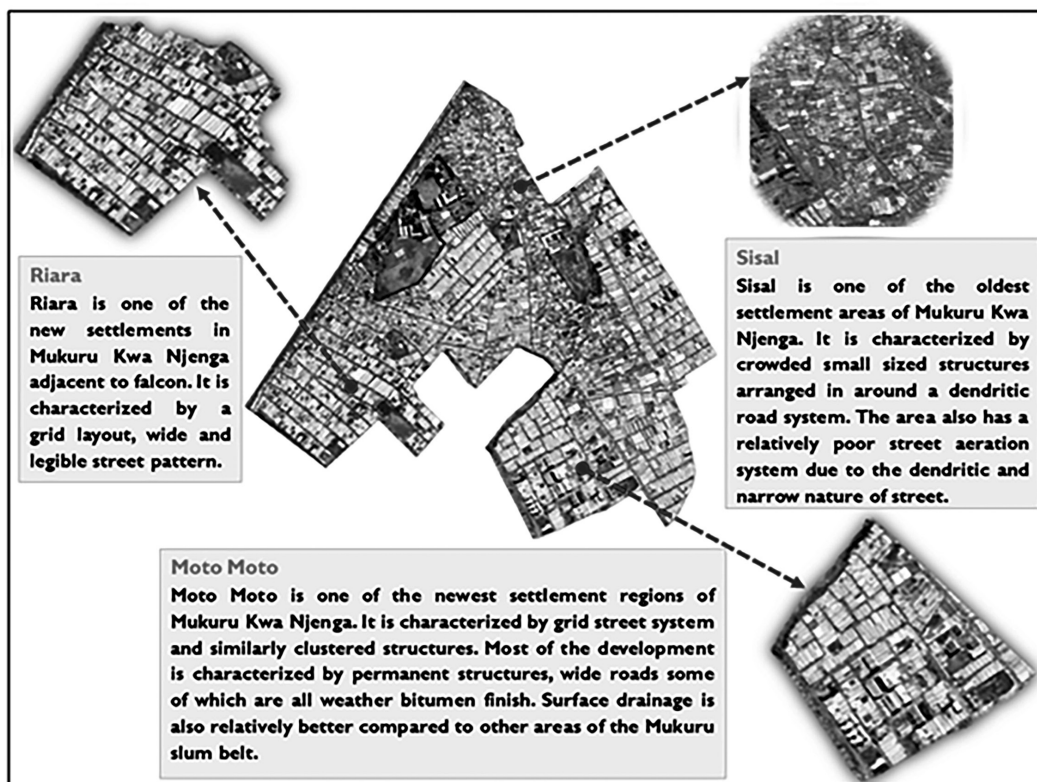 Riara
Riara is one of the
new settlements in
Mukuru Kwa Njenga
adjacent to falcon. It is
characterized by a
grid layout, wide and
legible street pattern.
Sisal
Sisal is one of the oldest
settlement areas of Mukuru Kwa
Njenga. It is characterized by
crowded small sized structures
arranged in around a dendritic
road system. The area also has a
relatively poor street aeration
system due to the dendritic and
narrow nature of street.
Moto Moto
Moto Moto is one of the newest settlement regions of
Mukuru Kwa Njenga. It is characterized by grid street system
and similarly clustered structures. Most of the development
is characterized by permanent structures, wide roads some
of which are all weather bitumen finish. Surface drainage is
also relatively better compared to other areas of the Mukuru
slum belt.